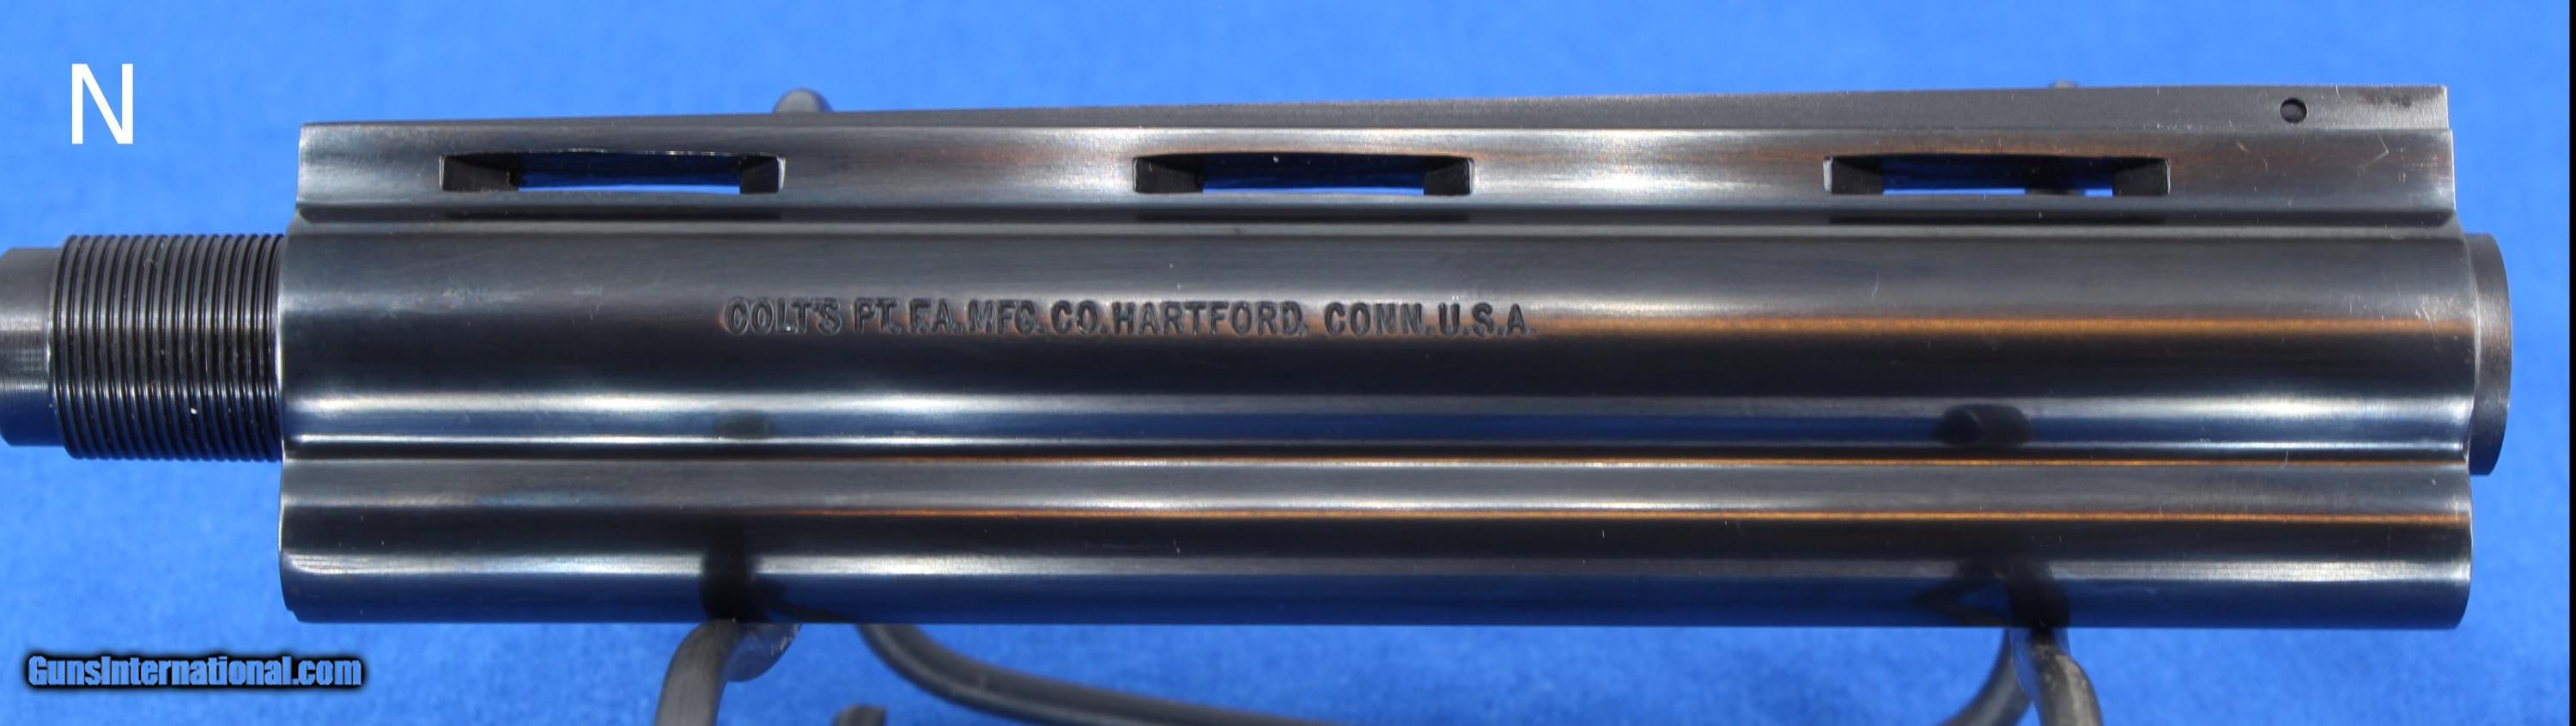 N
COLT'S PT. F.A. MFG. CO. HARTFORD, CONN. U.S.A.
GunsInternational.com